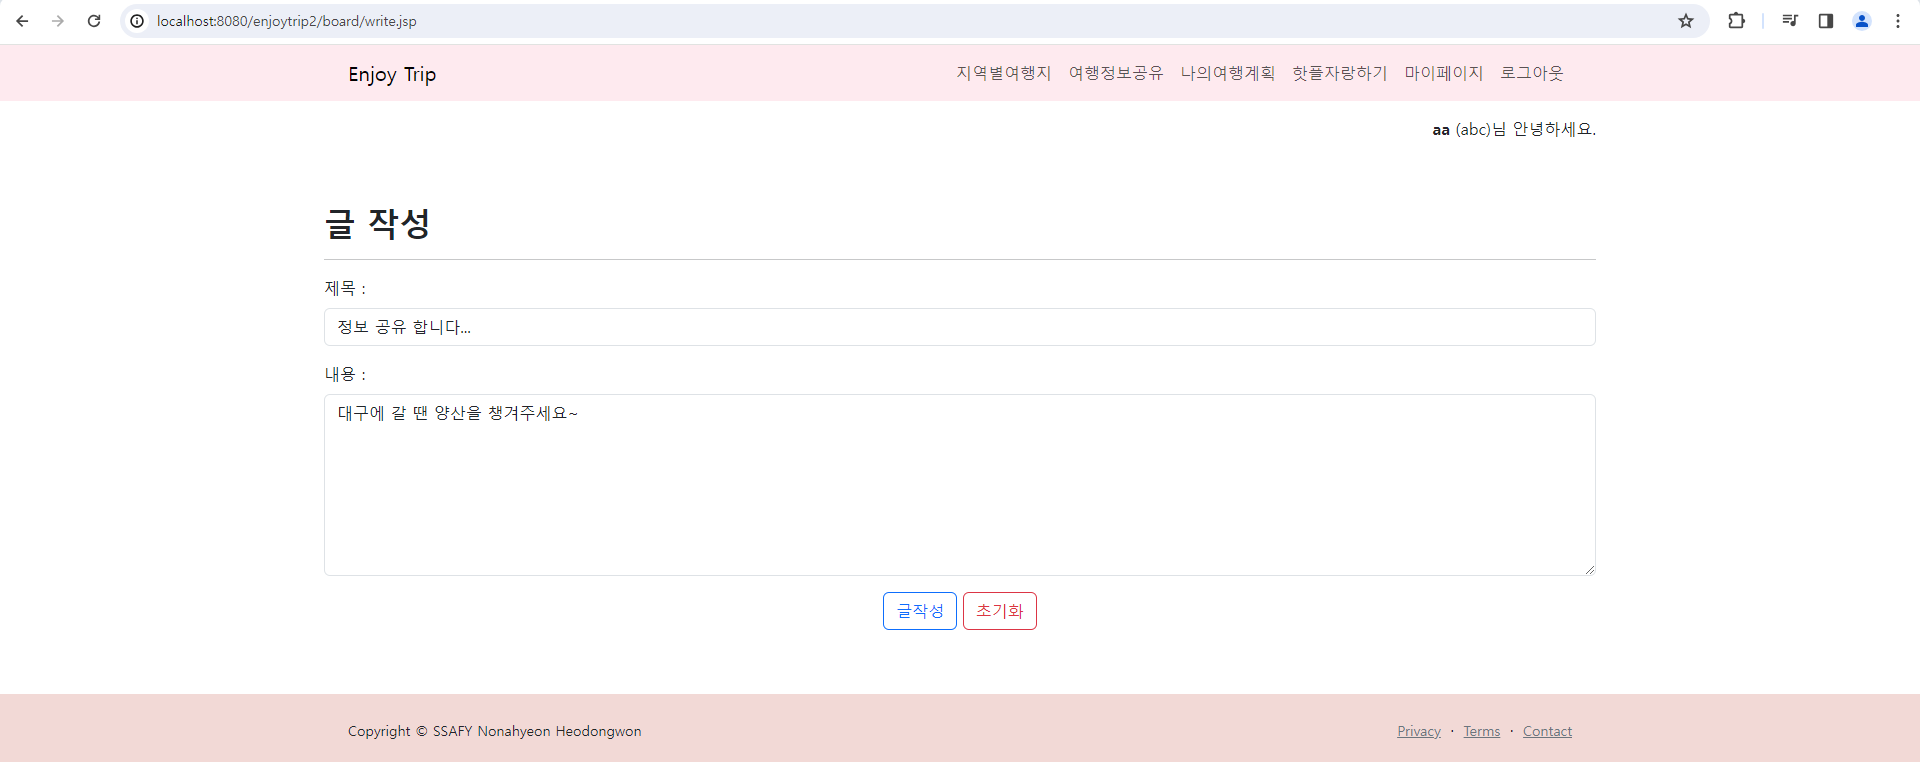 localhost:8080/enjoytrip2/board/write.jsp
Enjoy Trip 지역별여행지 여행정보공유 나의여행계획 핫플자랑하기 마이페이지 로그아웃
aa (abc)님 안녕하세요.
글 작성
제목 :
정보 공유 합니다...
내용 :
대구에 갈 땐 양산을 챙겨주세요~
글작성 초기화
Copyright © SSAFY Nonahyeon Heodongwon Privacy · Terms · Contact